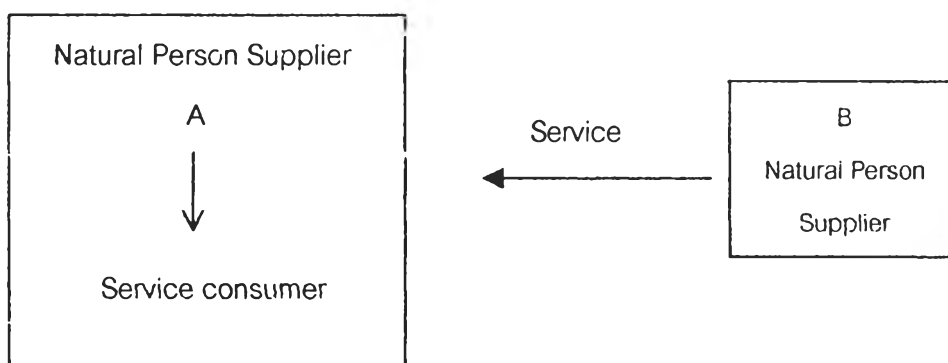 Natural Person Supplier
A
Service consumer
Service
B
Natural Person
Supplier